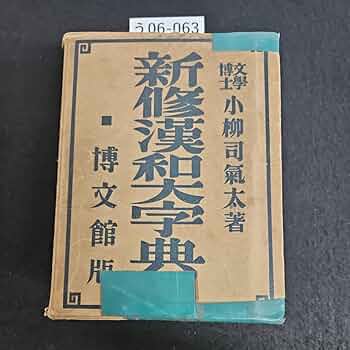 う06-063
文學博士 小柳司氣太著
新修漢和大字典
博文館版